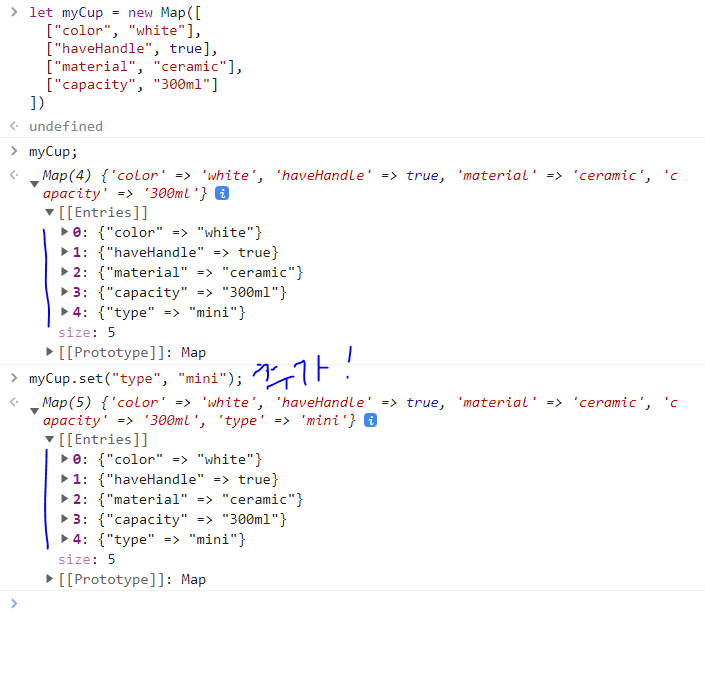 > let myCup = new Map([
["color", "white"],
["haveHandle", true],
["material", "ceramic"],
["capacity", "300ml"]
])
<· undefined
> myCup;
<· ▼ Map(4) {'color' => 'white', 'haveHandle' => true, 'material' => 'ceramic', 'c
apacity' => '300ml'} i
▼ [[Entries]]
▶ 0: {"color" => "white"}
▶ 1: {"haveHandle" => true}
▶ 2: {"material" => "ceramic"}
▶ 3: {"capacity" => "300ml"}
▶ 4: {"type" => "mini"}
size: 5
▶ [[Prototype]]: Map
> myCup.set("type", "mini"); 추가!
<· ▼ Map(5) {'color' => 'white', 'haveHandle' => true, 'material' => 'ceramic', 'c
apacity' => '300ml', 'type' => 'mini'} i
▼ [[Entries]]
▶ 0: {"color" => "white"}
▶ 1: {"haveHandle" => true}
▶ 2: {"material" => "ceramic"}
▶ 3: {"capacity" => "300ml"}
▶ 4: {"type" => "mini"}
size: 5
▶ [[Prototype]]: Map
>